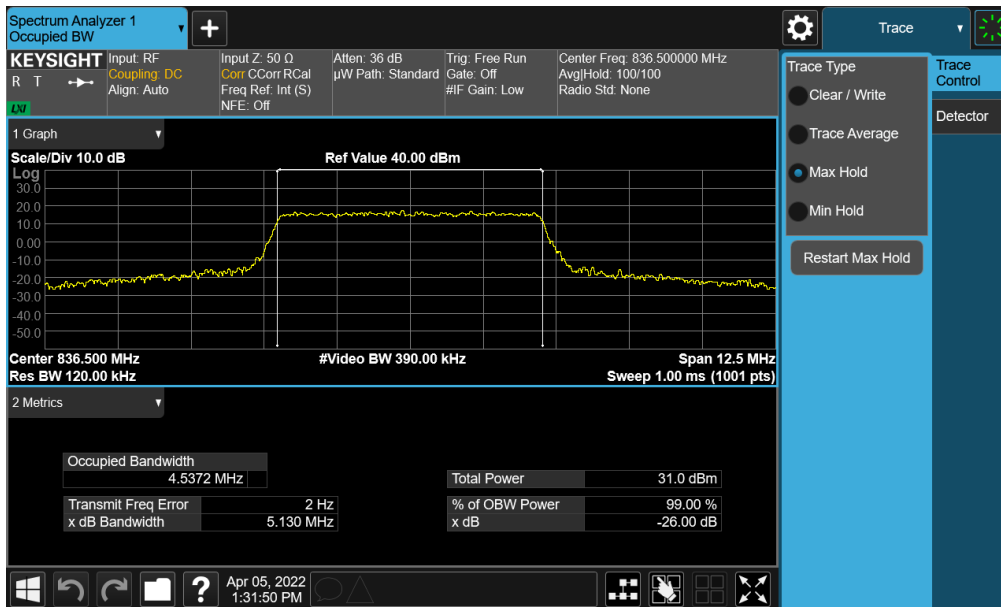 Spectrum Analyzer 1
Occupied BW
Trace
KEYSIGHT
R T
LXI
Input: RF
Coupling: DC
Align: Auto
Input Z: 50 Ω
Corr CCorr RCal
Freq Ref: Int (S)
NFE: Off
Atten: 36 dB
µW Path: Standard
Trig: Free Run
Gate: Off
#IF Gain: Low
Center Freq: 836.500000 MHz
Avg|Hold: 100/100
Radio Std: None
1 Graph
Scale/Div 10.0 dB
Ref Value 40.00 dBm
Log
30.0
20.0
10.0
0.00
-10.0
-20.0
-30.0
-40.0
-50.0
Center 836.500 MHz
#Video BW 390.00 kHz
Span 12.5 MHz
Res BW 120.00 kHz
Sweep 1.00 ms (1001 pts)
2 Metrics
Occupied Bandwidth
4.5372 MHz
Total Power 31.0 dBm
Transmit Freq Error 2 Hz
% of OBW Power 99.00 %
x dB Bandwidth 5.130 MHz
x dB -26.00 dB
Trace Type
Clear / Write
Trace Average
Max Hold
Min Hold
Restart Max Hold
Trace
Control
Detector
?
Apr 05, 2022
1:31:50 PM